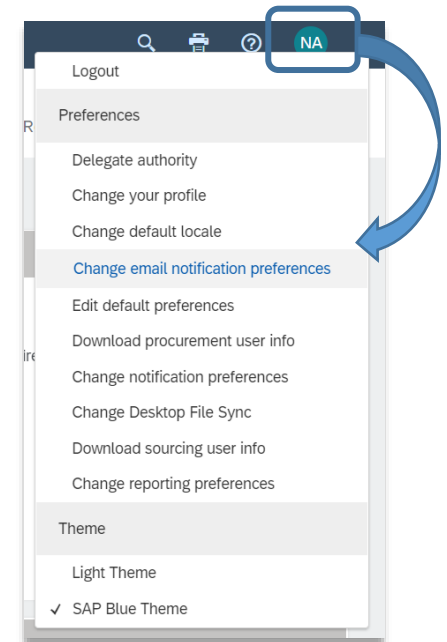 NA
Logout
Preferences
R
Delegate authority
Change your profile
Change default locale
Change email notification preferences
Edit default preferences
Download procurement user info
ire
Change notification preferences
Change Desktop File Sync
Download sourcing user info
Change reporting preferences
Theme
Light Theme
✓ SAP Blue Theme